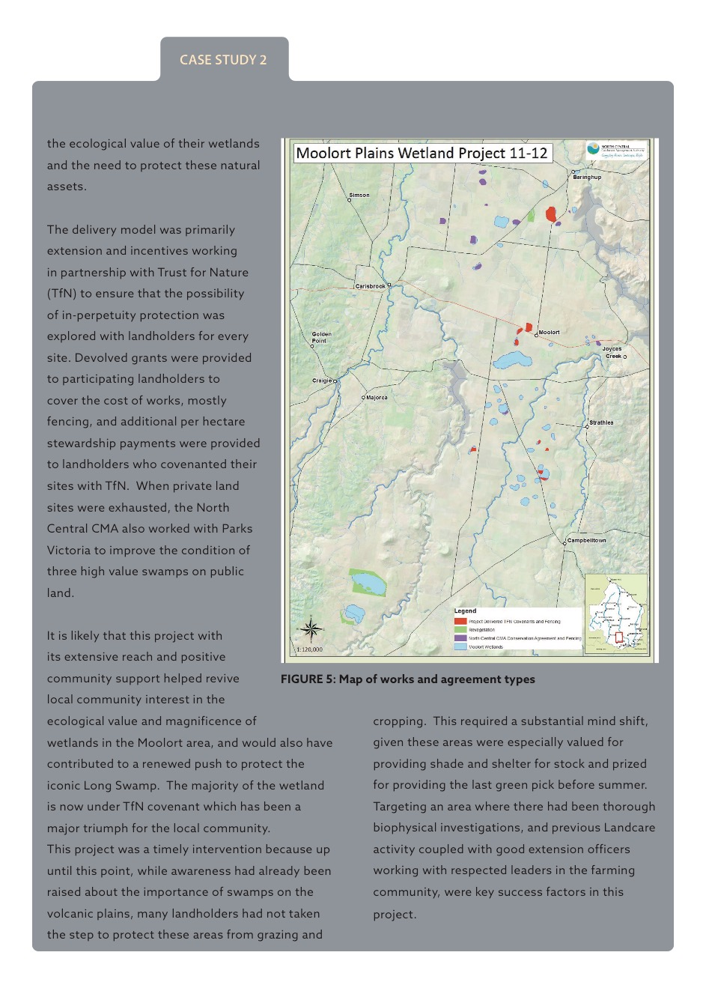 CASE STUDY 2
the ecological value of their wetlands
and the need to protect these natural
assets.
The delivery model was primarily
extension and incentives working
in partnership with Trust for Nature
(TfN) to ensure that the possibility
of in-perpetuity protection was
explored with landholders for every
site. Devolved grants were provided
to participating landholders to
cover the cost of works, mostly
fencing, and additional per hectare
stewardship payments were provided
to landholders who covenanted their
sites with TfN.  When private land
sites were exhausted, the North
Central CMA also worked with Parks
Victoria to improve the condition of
three high value swamps on public
land.
It is likely that this project with
its extensive reach and positive
community support helped revive
local community interest in the
ecological value and magnificence of
wetlands in the Moolort area, and would also have
contributed to a renewed push to protect the
iconic Long Swamp.  The majority of the wetland
is now under TfN covenant which has been a
major triumph for the local community.
This project was a timely intervention because up
until this point, while awareness had already been
raised about the importance of swamps on the
volcanic plains, many landholders had not taken
the step to protect these areas from grazing and
Moolort Plains Wetland Project 11-12
NORTH CENTRAL
Catchment Management Authority
Baringhup
Simson
Carisbrook
Golden
Point
Moolort
Joyces
Creek
Craigie
Majorca
Strathlea
Campbelltown
Legend
Project Delivered TFN Covenants and Fencing
Revegetation
North Central CMA Conservation Agreement and Fencing
Moolort Wetlands
1:120,000
FIGURE 5: Map of works and agreement types
cropping.  This required a substantial mind shift,
given these areas were especially valued for
providing shade and shelter for stock and prized
for providing the last green pick before summer.
Targeting an area where there had been thorough
biophysical investigations, and previous Landcare
activity coupled with good extension officers
working with respected leaders in the farming
community, were key success factors in this
project.